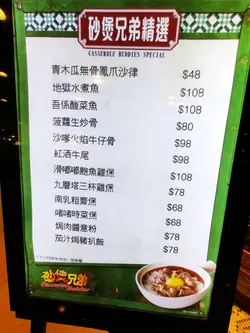 砂煲兄弟精選
CASSEROLE BUDDIES SPECIAL
青木瓜無骨鳳爪沙律 $48
地獄水煮魚 $108
吾係酸菜魚 $108
菠蘿生炒骨 $80
沙嗲火焰牛仔骨 $98
紅酒牛尾 $98
滑嘟嘟鮑魚雞煲 $108
九層塔三杯雞煲 $78
南乳粗齋煲 $68
啫啫時菜煲 $68
焗肉醬意粉 $78
茄汁焗豬扒飯 $78
砂煲兄弟